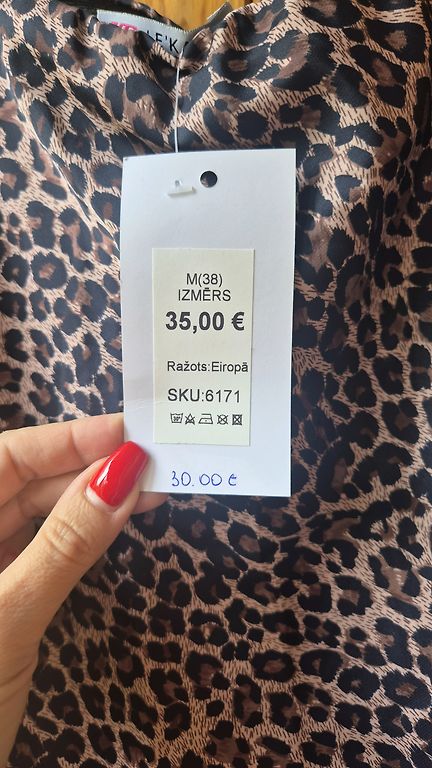 M(38)
IZMĒRS
35,00 €
Ražots:Eiropā
SKU:6171
30.00 €